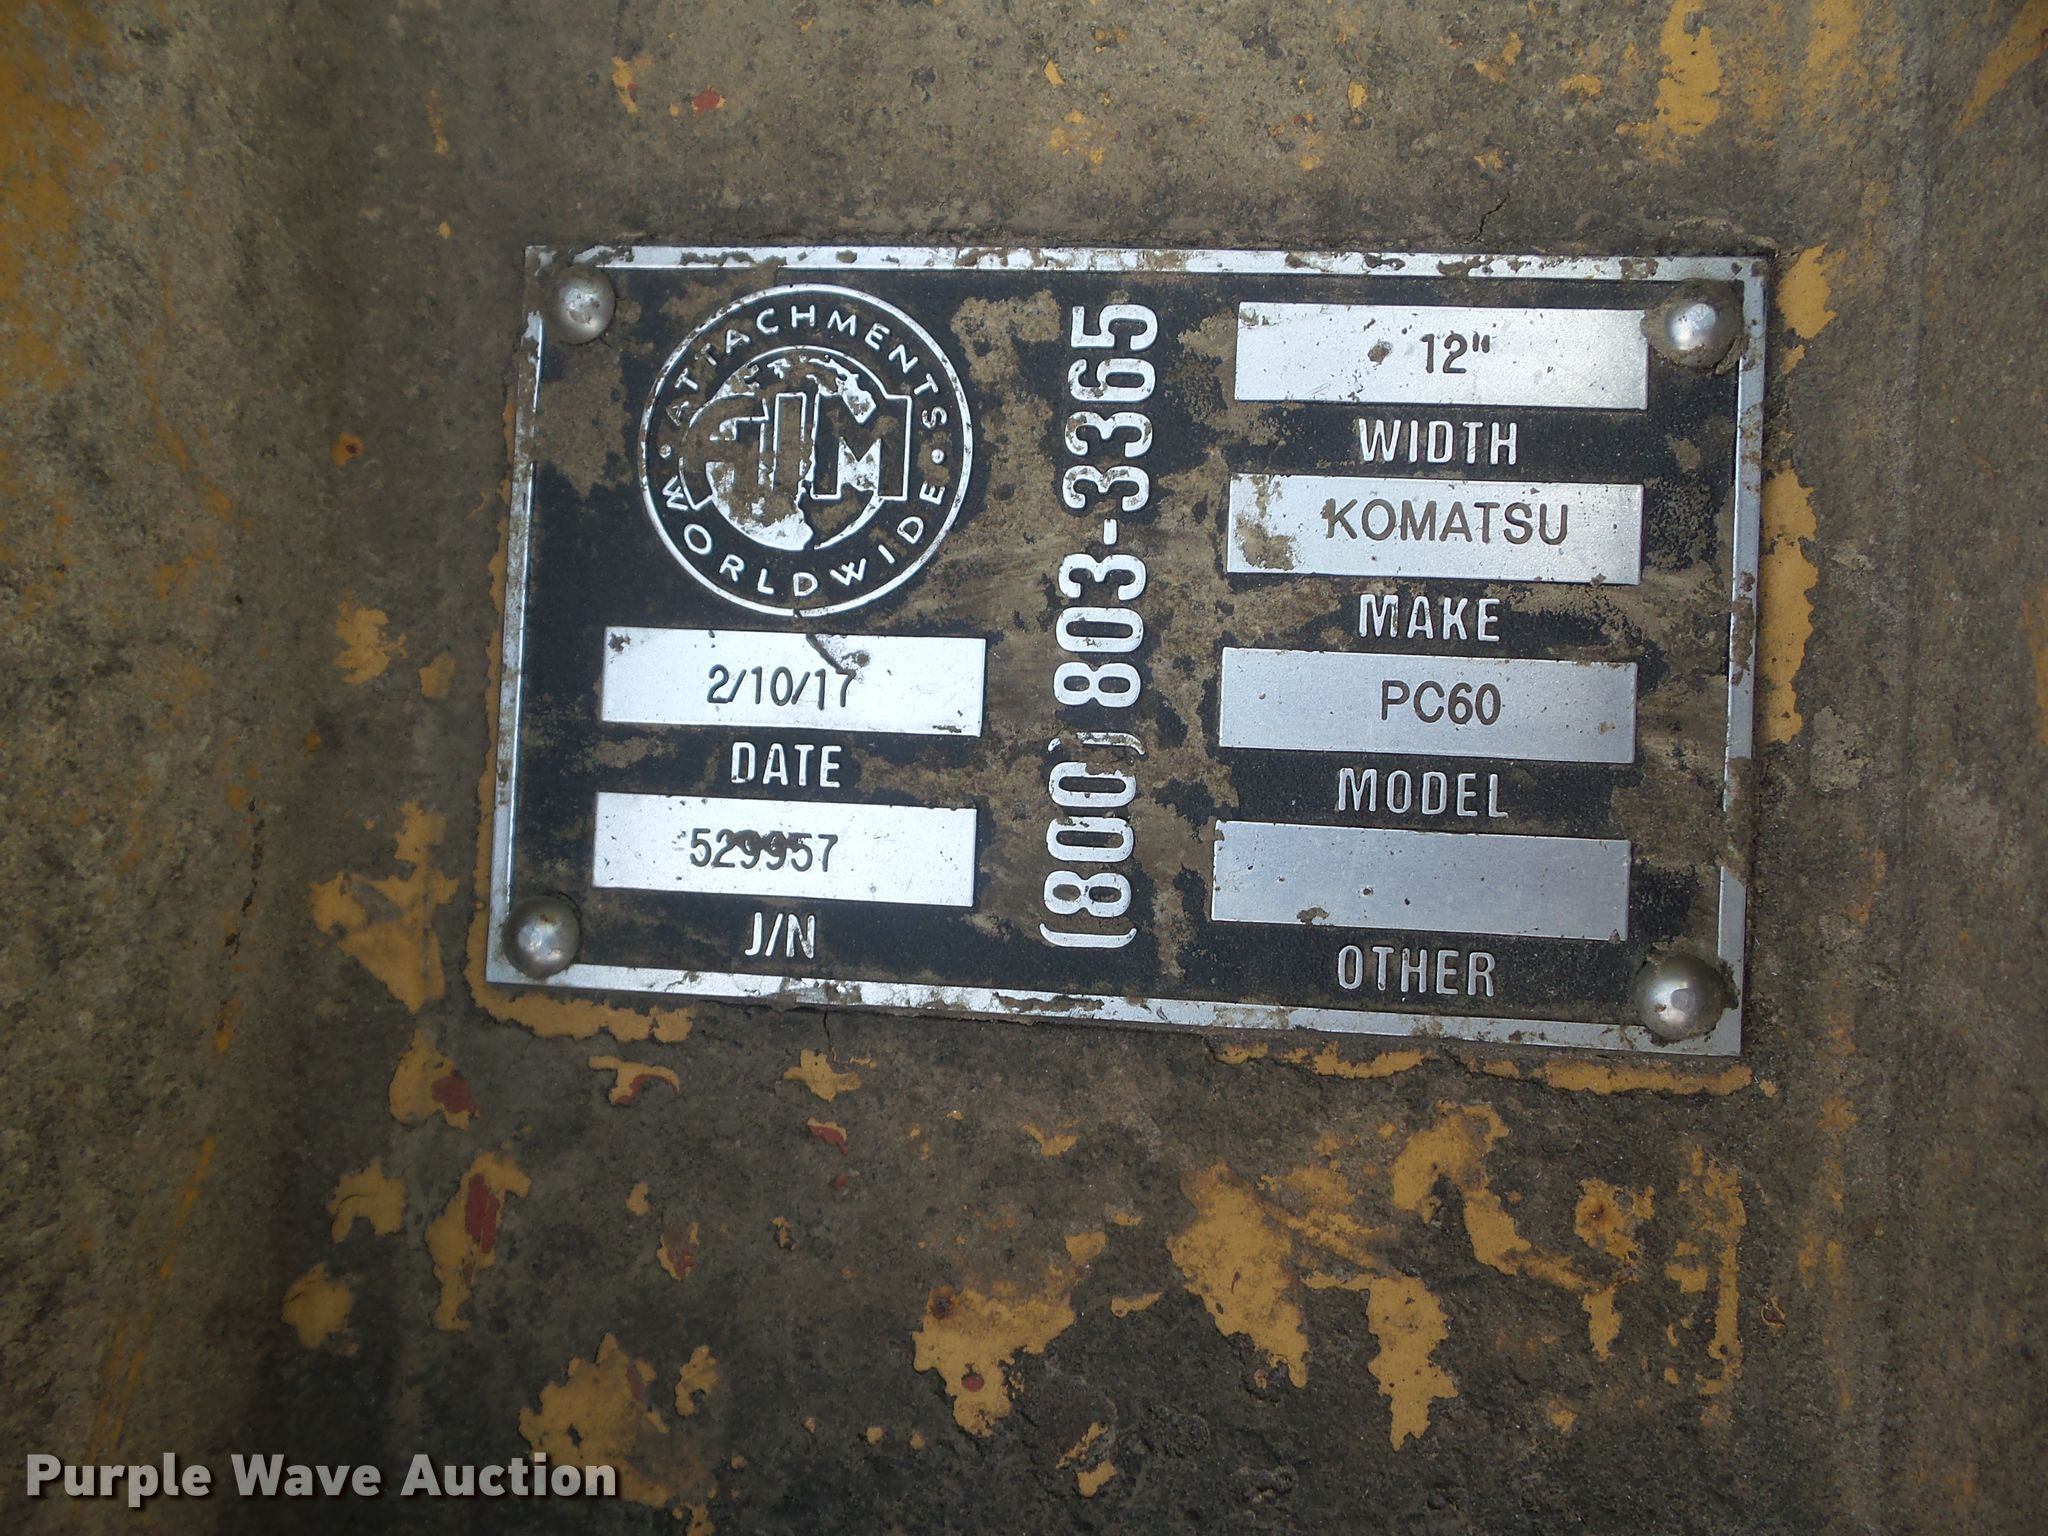 ATTACHMENTS
JM
WORLDWIDE
2/10/17
DATE
529957
J/N
(800) 803-3365
12"
WIDTH
KOMATSU
MAKE
PC60
MODEL
OTHER
Purple Wave Auction